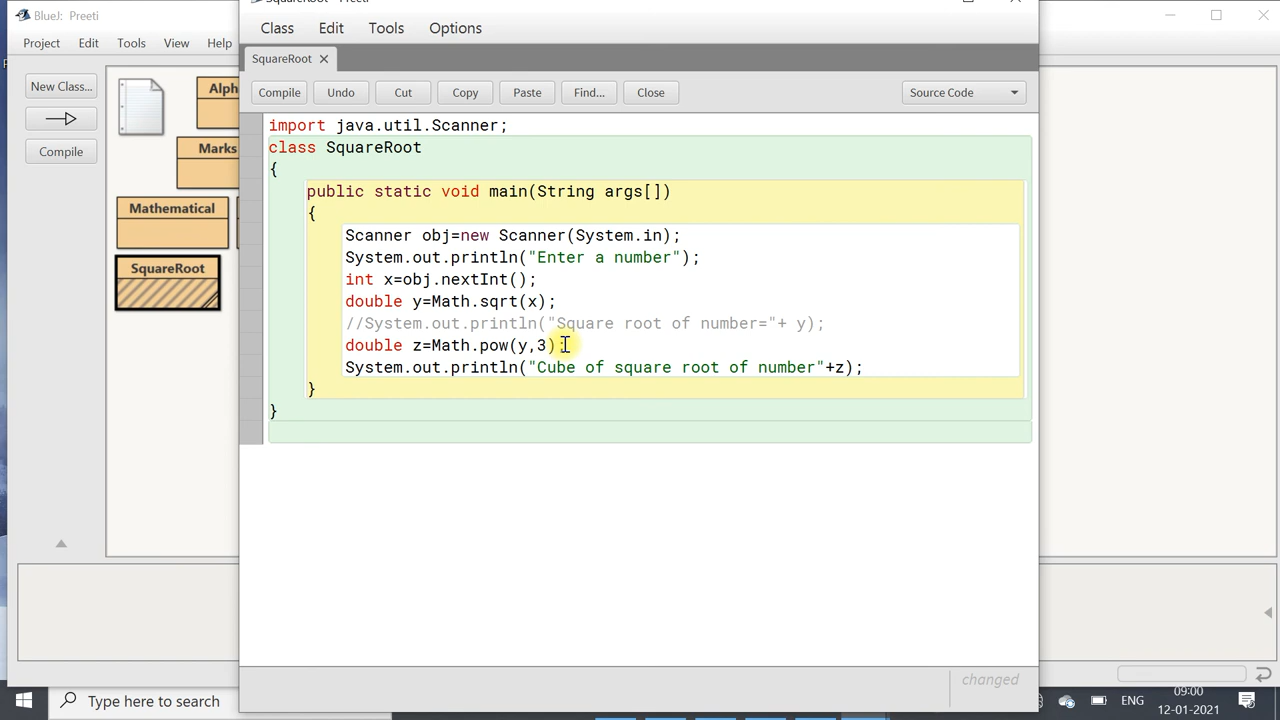 BlueJ: Preeti
Project Edit Tools View Help
New Class...
Compile
Alph
Marks
Mathematical
SquareRoot
Class Edit Tools Options
SquareRoot
Compile Undo Cut Copy Paste Find... Close Source Code
import java.util.Scanner;
class SquareRoot
{
public static void main(String args[])
{
Scanner obj=new Scanner(System.in);
System.out.println("Enter a number");
int x=obj.nextInt();
double y=Math.sqrt(x);
//System.out.println("Square root of number="+ y);
double z=Math.pow(y,3);
System.out.println("Cube of square root of number"+z);
}
}
changed
Type here to search
ENG
09:00
12-01-2021